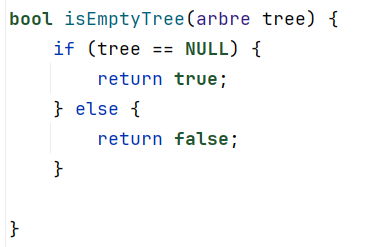 bool isEmptyTree(arbre tree) {
    if (tree == NULL) {
        return true;
    } else {
        return false;
    }
}